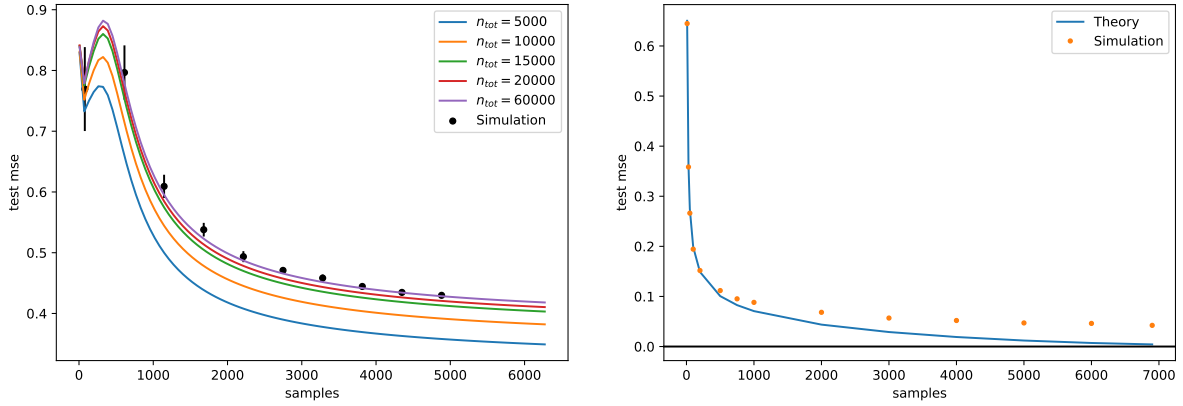 0.9
0.8
0.7
0.6
0.5
0.4
test mse
0
1000
2000
3000
4000
5000
6000
samples
n_tot = 5000
n_tot = 10000
n_tot = 15000
n_tot = 20000
n_tot = 60000
Simulation
0.6
0.5
0.4
0.3
0.2
0.1
0.0
test mse
0
1000
2000
3000
4000
5000
6000
7000
samples
Theory
Simulation